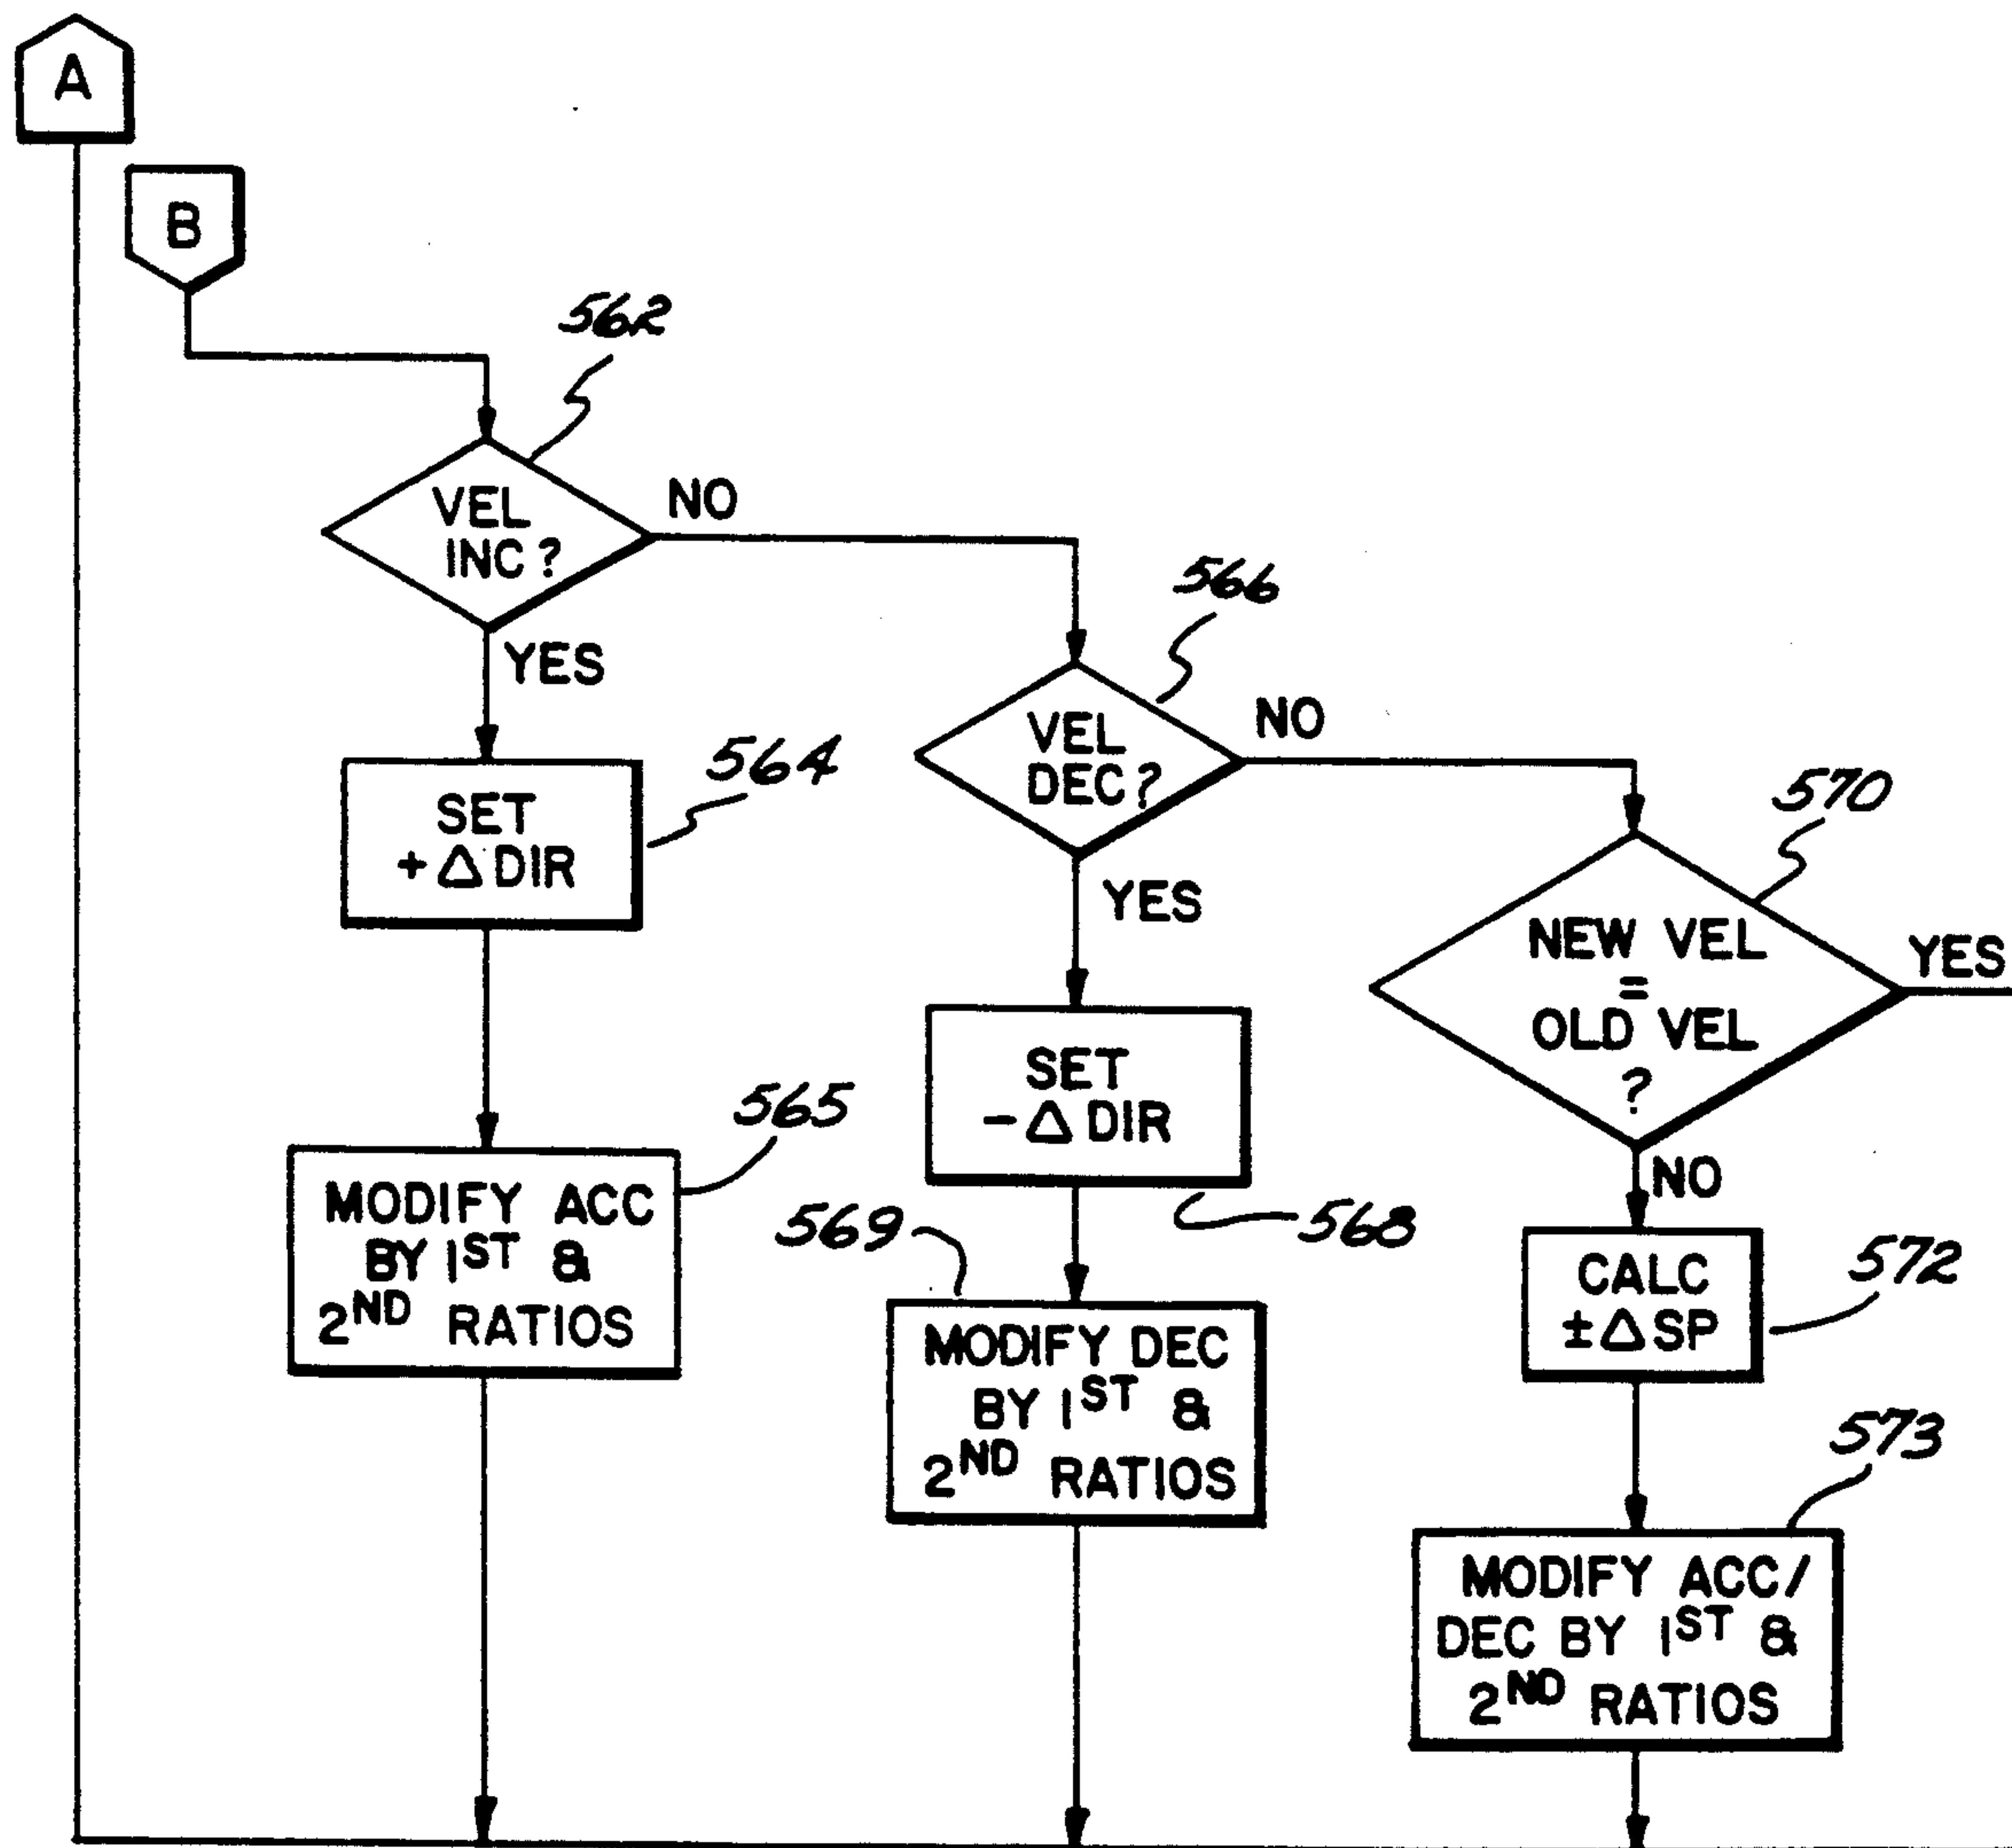 A
B
562
VEL
INC?
NO
YES
564
SET
+ΔDIR
565
MODIFY ACC
BY 1ST &
2ND RATIOS
566
VEL
DEC?
NO
YES
SET
-Δ DIR
568
569
MODIFY DEC
BY 1ST &
2ND RATIOS
570
NEW VEL
=
OLD VEL
?
YES
NO
572
CALC
±ΔSP
573
MODIFY ACC/
DEC BY 1ST &
2ND RATIOS